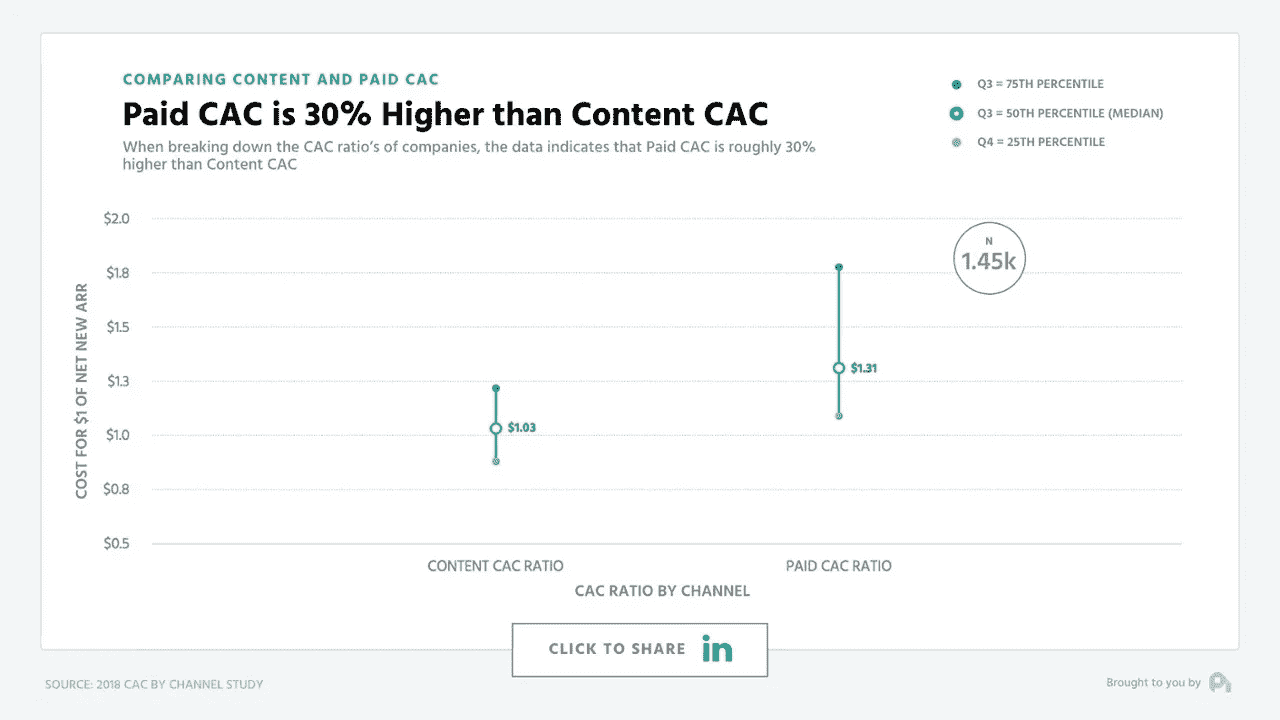 COMPARING CONTENT AND PAID CAC
Paid CAC is 30% Higher than Content CAC
When breaking down the CAC ratio's of companies, the data indicates that Paid CAC is roughly 30%
higher than Content CAC
Q3 = 75TH PERCENTILE
Q3 = 50TH PERCENTILE (MEDIAN)
Q4 = 25TH PERCENTILE
COST FOR $1 OF NET NEW ARR
$2.0
$1.8
$1.5
$1.3
$1.0
$0.8
$0.5
N
1.45k
$1.31
$1.03
CONTENT CAC RATIO
PAID CAC RATIO
CAC RATIO BY CHANNEL
CLICK TO SHARE in
SOURCE: 2018 CAC BY CHANNEL STUDY
Brought to you by